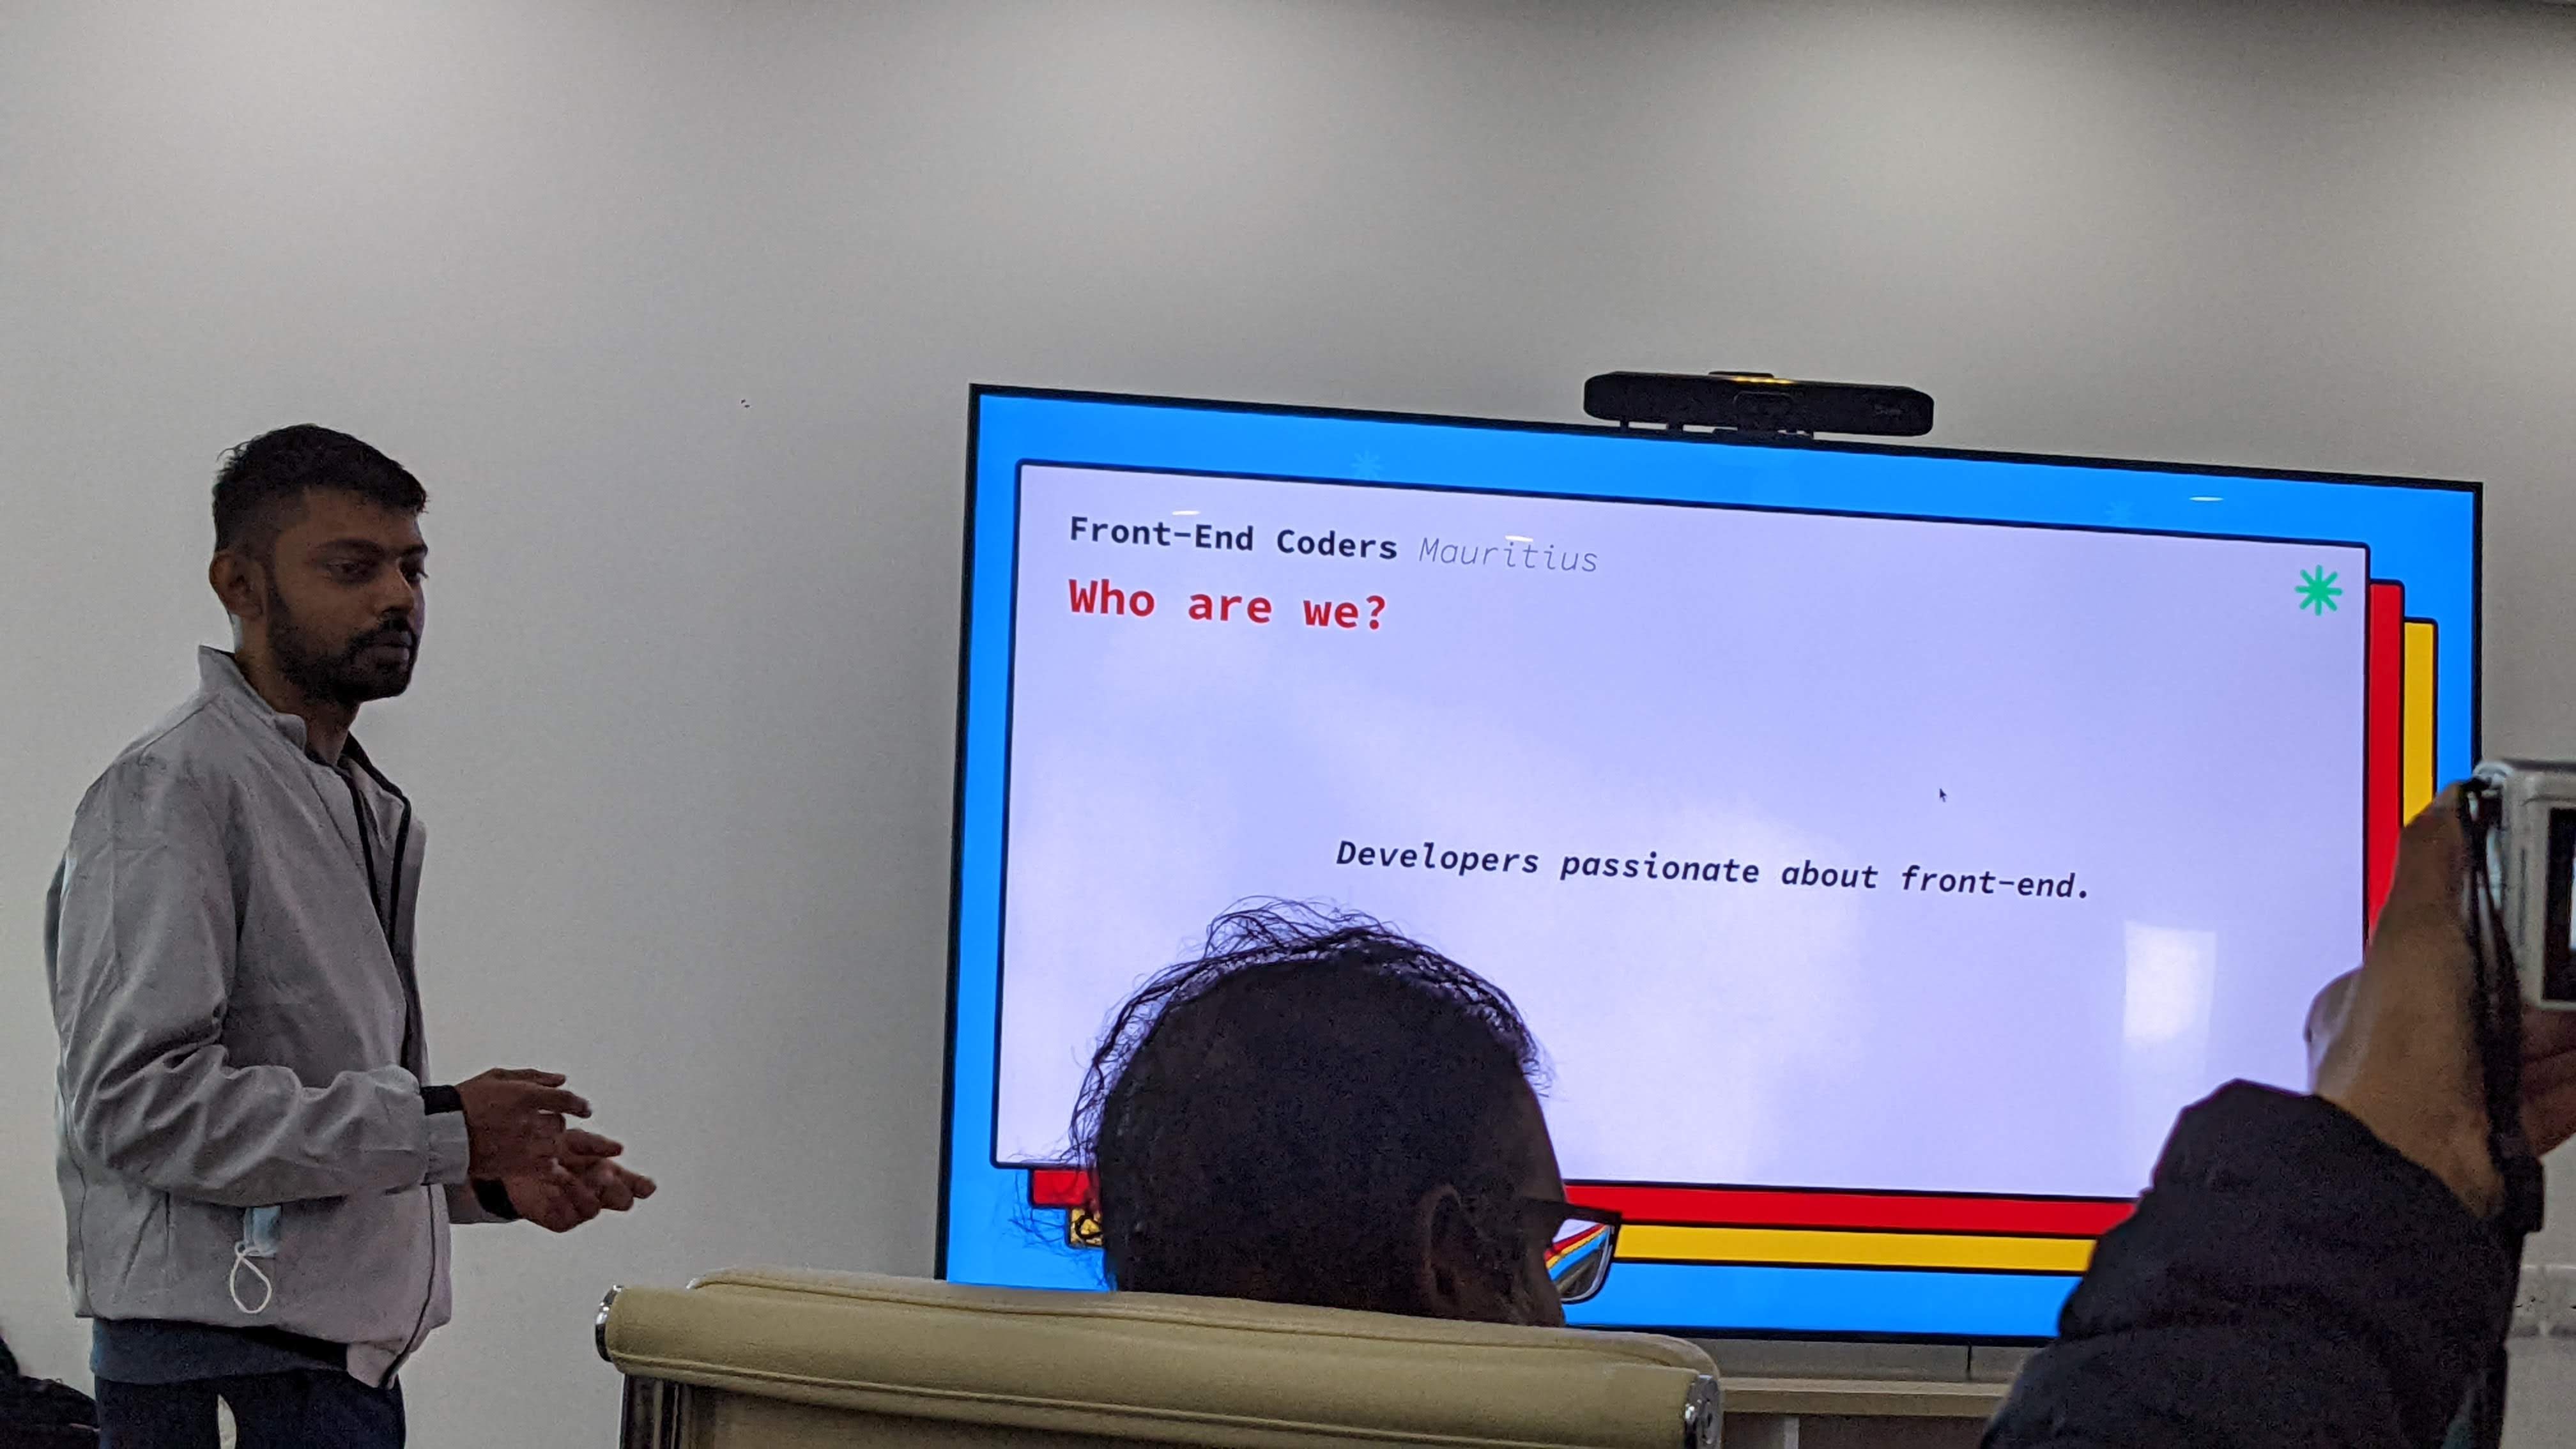 Front-End Coders Mauritius
Who are we?
Developers passionate about front-end.